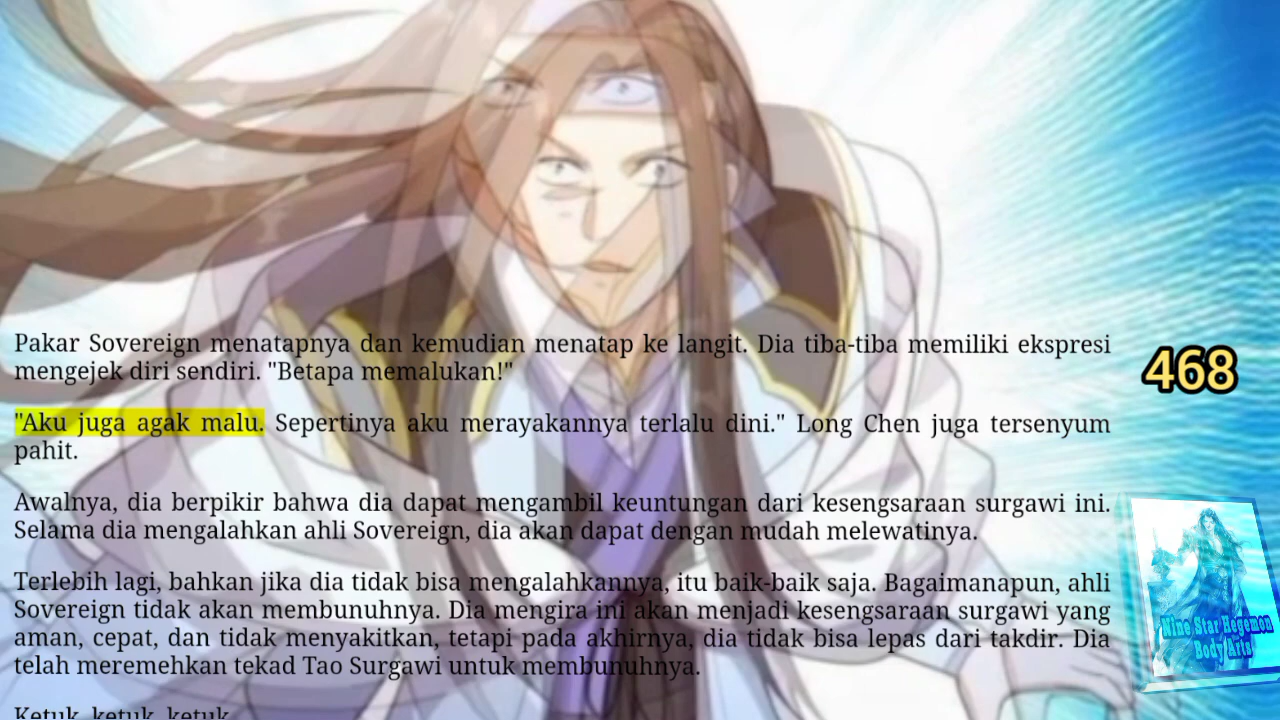 Pakar Sovereign menatapnya dan kemudian menatap ke langit. Dia tiba-tiba memiliki ekspresi
mengejek diri sendiri. "Betapa memalukan!"
"Aku juga agak malu. Sepertinya aku merayakannya terlalu dini." Long Chen juga tersenyum
pahit.
Awalnya, dia berpikir bahwa dia dapat mengambil keuntungan dari kesengsaraan surgawi ini.
Selama dia mengalahkan ahli Sovereign, dia akan dapat dengan mudah melewatinya.
Terlebih lagi, bahkan jika dia tidak bisa mengalahkannya, itu baik-baik saja. Bagaimanapun, ahli
Sovereign tidak akan membunuhnya. Dia mengira ini akan menjadi kesengsaraan surgawi yang
aman, cepat, dan tidak menyakitkan, tetapi pada akhirnya, dia tidak bisa lepas dari takdir. Dia
telah meremehkan tekad Tao Surgawi untuk membunuhnya.
Ketuk, ketuk, ketuk
468
Nine Star Hegemon
Body Arts